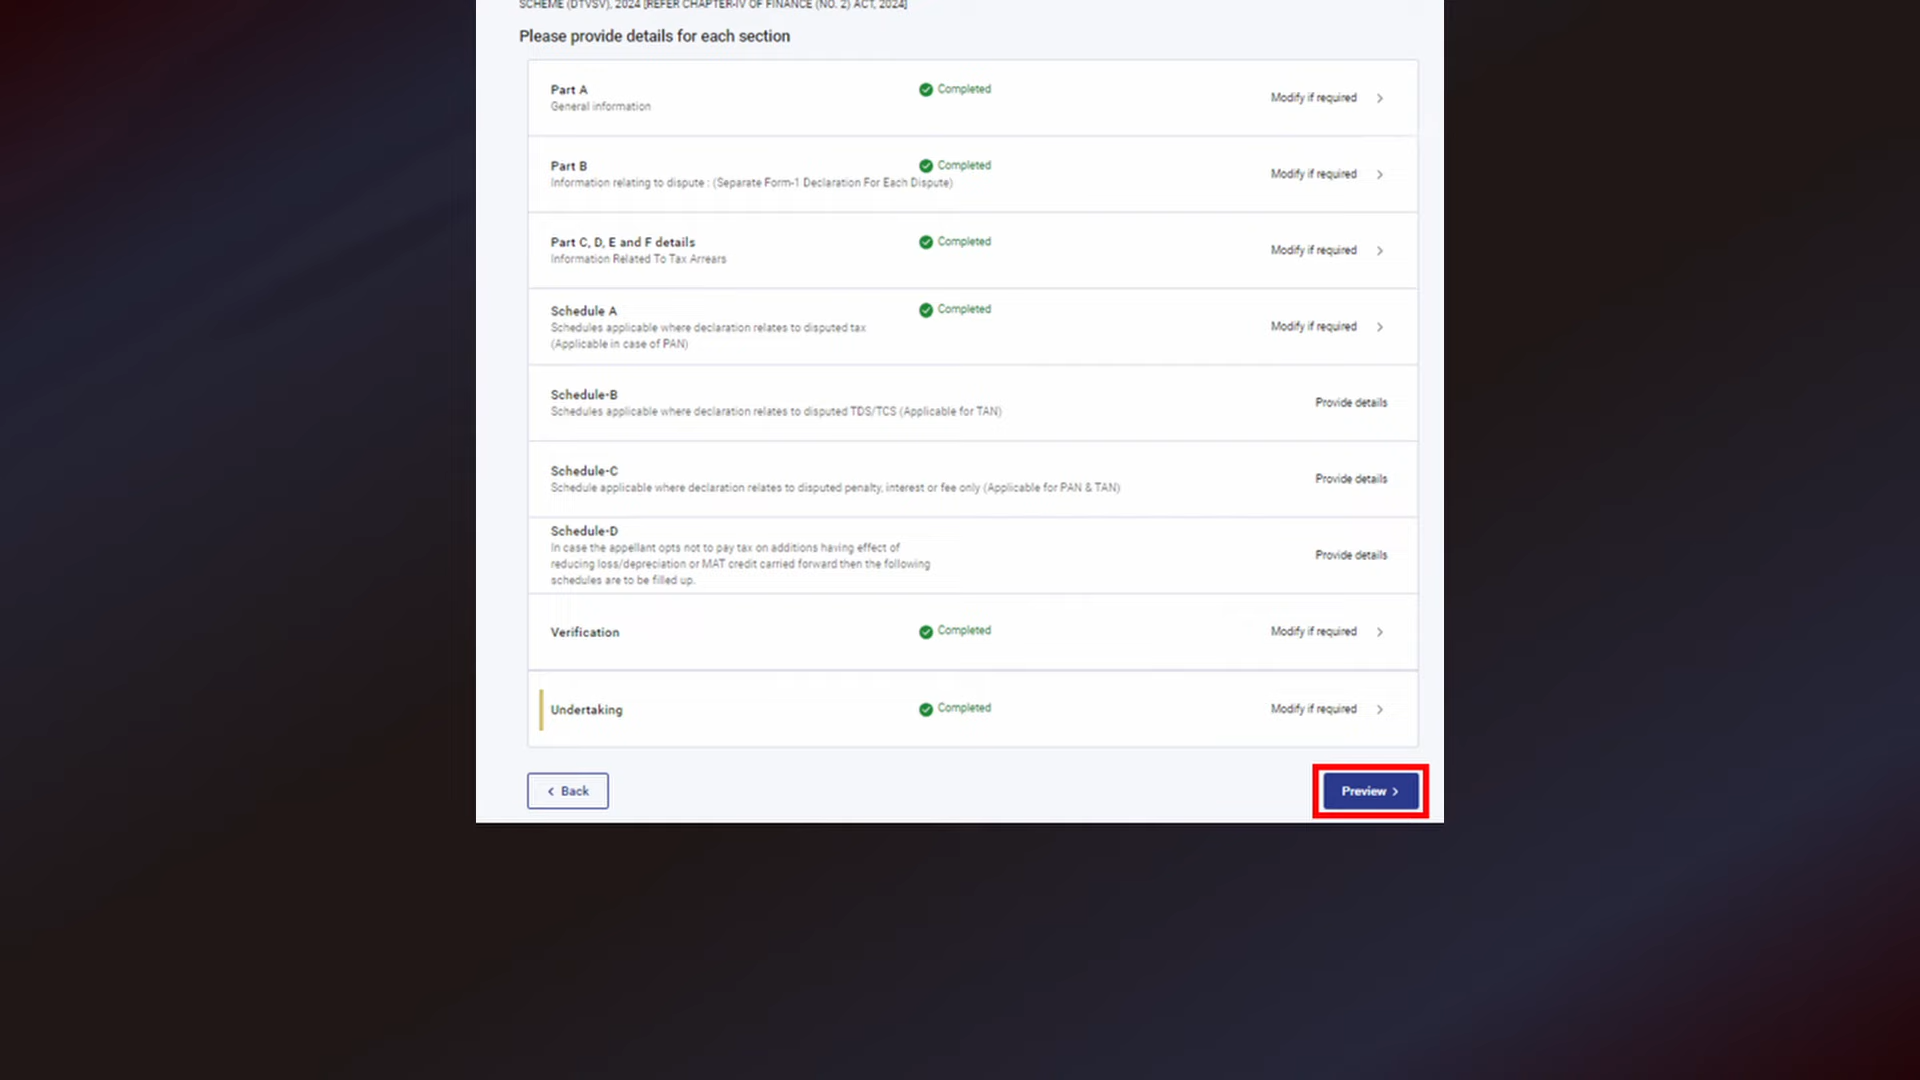 SCHEME (DTVSV), 2024 [REFER CHAPTER-IV OF FINANCE (NO. 2) ACT, 2024]
Please provide details for each section
Part A
Completed
General information
Modify if required
Part B
Completed
Information relating to dispute : (Separate Form-1 Declaration For Each Dispute)
Modify if required
Part C, D, E and F details
Completed
Information Related To Tax Arrears
Modify if required
Schedule A
Completed
Schedules applicable where declaration relates to disputed tax
(Applicable in case of PAN)
Modify if required
Schedule-B
Schedules applicable where declaration relates to disputed TDS/TCS (Applicable for TAN)
Provide details
Schedule-C
Schedule applicable where declaration relates to disputed penalty, interest or fee only (Applicable for PAN & TAN)
Provide details
Schedule-D
In case the appellant opts not to pay tax on additions having effect of
reducing loss/depreciation or MAT credit carried forward then the following
schedules are to be filled up.
Provide details
Verification
Completed
Modify if required
Undertaking
Completed
Modify if required
Back
Preview